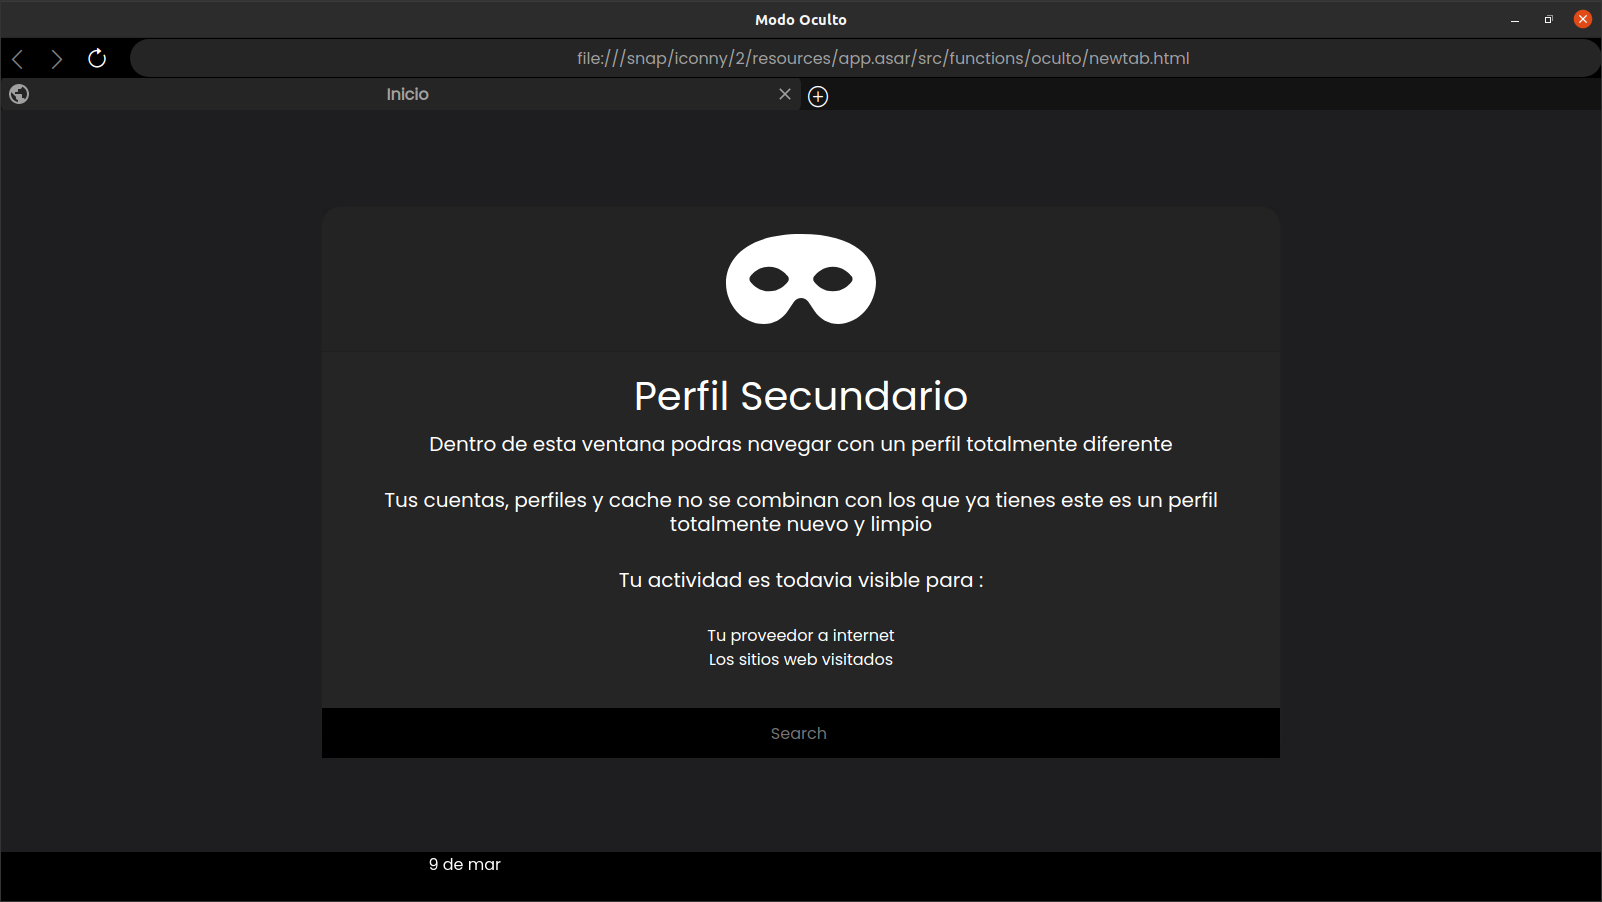 Modo Oculto
file:///snap/iconny/2/resources/app.asar/src/functions/oculto/newtab.html
Inicio
Perfil Secundario
Dentro de esta ventana podras navegar con un perfil totalmente diferente
Tus cuentas, perfiles y cache no se combinan con los que ya tienes este es un perfil
totalmente nuevo y limpio
Tu actividad es todavia visible para :
Tu proveedor a internet
Los sitios web visitados
Search
9 de mar